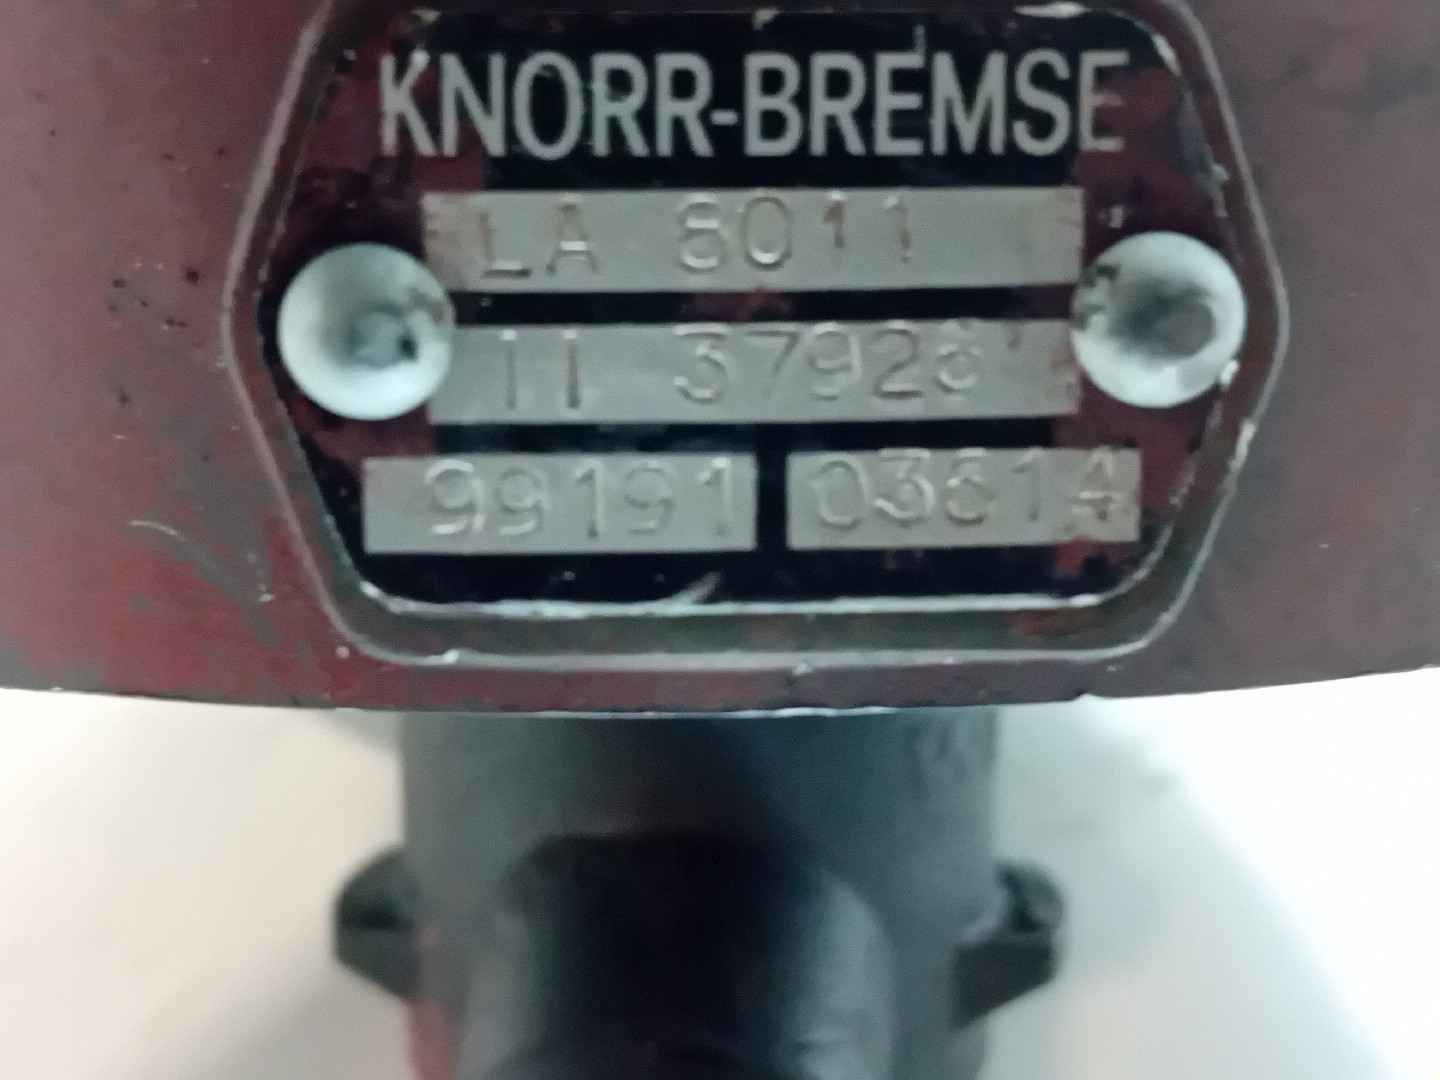 KNORR-BREMSE
LA 8011
II 37928
99191 03614